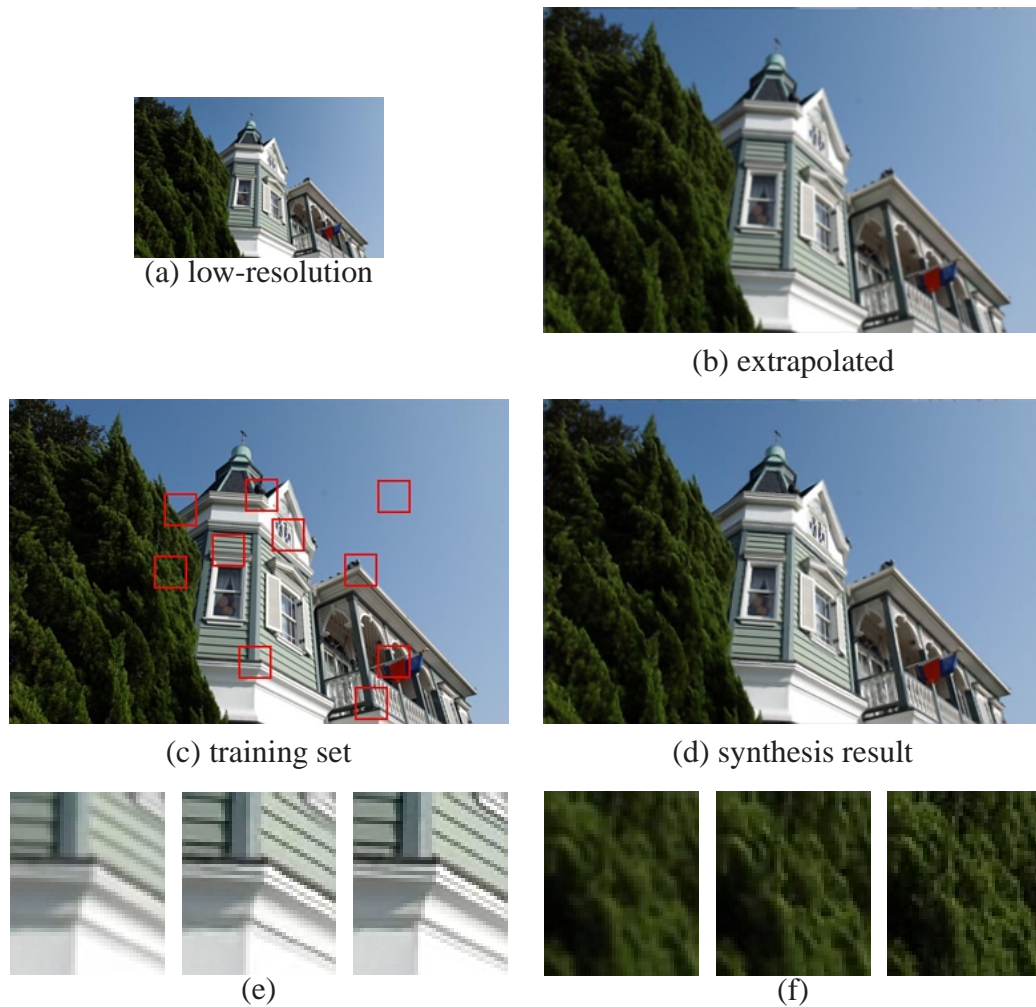 (a) low-resolution
(b) extrapolated
(c) training set
(d) synthesis result
(e)
(f)